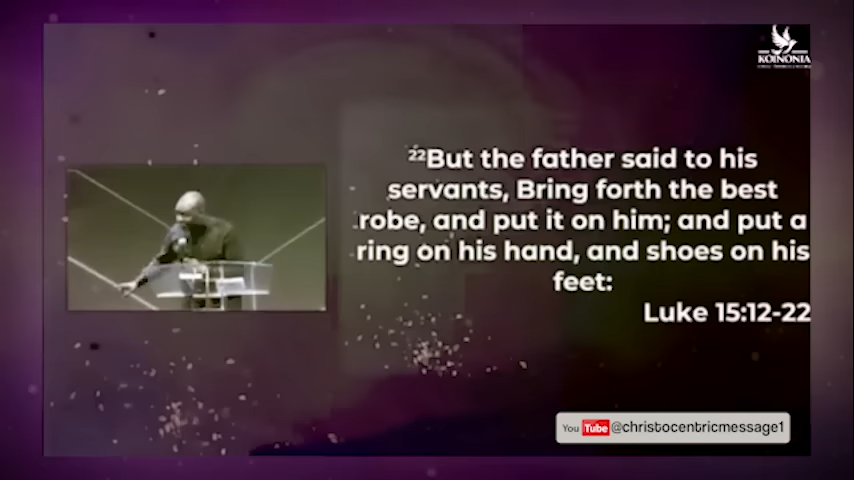 KOINONIA
²²But the father said to his
servants, Bring forth the best
robe, and put it on him; and put a
ring on his hand, and shoes on his
feet:
Luke 15:12-22
You Tube @christocentricmessage1